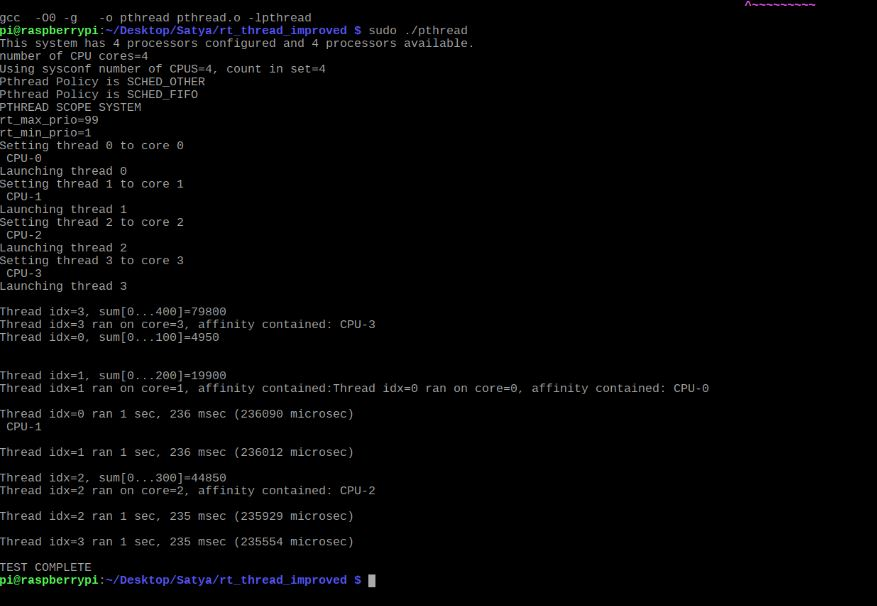 ^~~~~~~~~~
gcc  -O0 -g   -o pthread pthread.o -lpthread
pi@raspberrypi:~/Desktop/Satya/rt_thread_improved $ sudo ./pthread
This system has 4 processors configured and 4 processors available.
number of CPU cores=4
Using sysconf number of CPUS=4, count in set=4
Pthread Policy is SCHED_OTHER
Pthread Policy is SCHED_FIFO
PTHREAD SCOPE SYSTEM
rt_max_prio=99
rt_min_prio=1
Setting thread 0 to core 0
 CPU-0
Launching thread 0
Setting thread 1 to core 1
 CPU-1
Launching thread 1
Setting thread 2 to core 2
 CPU-2
Launching thread 2
Setting thread 3 to core 3
 CPU-3
Launching thread 3
Thread idx=3, sum[0...400]=79800
Thread idx=3 ran on core=3, affinity contained: CPU-3
Thread idx=0, sum[0...100]=4950
Thread idx=1, sum[0...200]=19900
Thread idx=1 ran on core=1, affinity contained:Thread idx=0 ran on core=0, affinity contained: CPU-0
Thread idx=0 ran 1 sec, 236 msec (236090 microsec)
 CPU-1
Thread idx=1 ran 1 sec, 236 msec (236012 microsec)
Thread idx=2, sum[0...300]=44850
Thread idx=2 ran on core=2, affinity contained: CPU-2
Thread idx=2 ran 1 sec, 235 msec (235929 microsec)
Thread idx=3 ran 1 sec, 235 msec (235554 microsec)
TEST COMPLETE
pi@raspberrypi:~/Desktop/Satya/rt_thread_improved $